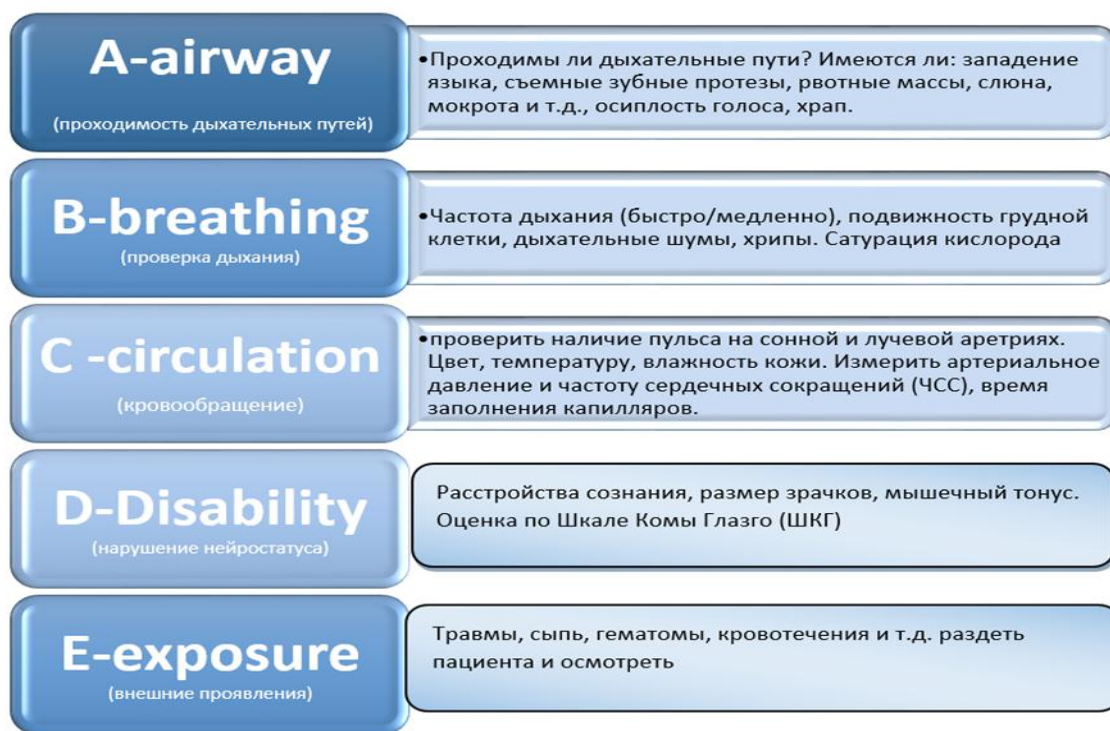 A-airway
(проходимость дыхательных путей)
•Проходимы ли дыхательные пути? Имеются ли: западение
языка, съемные зубные протезы, рвотные массы, слюна,
мокрота и т.д., осиплость голоса, храп.
B-breathing
(проверка дыхания)
•Частота дыхания (быстро/медленно), подвижность грудной
клетки, дыхательные шумы, хрипы. Сатурация кислорода
C -circulation
(кровообращение)
•проверить наличие пульса на сонной и лучевой аретриях.
Цвет, температуру, влажность кожи. Измерить артериальное
давление и частоту сердечных сокращений (ЧСС), время
заполнения капилляров.
D-Disability
(нарушение нейростатуса)
Расстройства сознания, размер зрачков, мышечный тонус.
Оценка по Шкале Комы Глазго (ШКГ)
E-exposure
(внешние проявления)
Травмы, сыпь, гематомы, кровотечения и т.д. раздеть
пациента и осмотреть